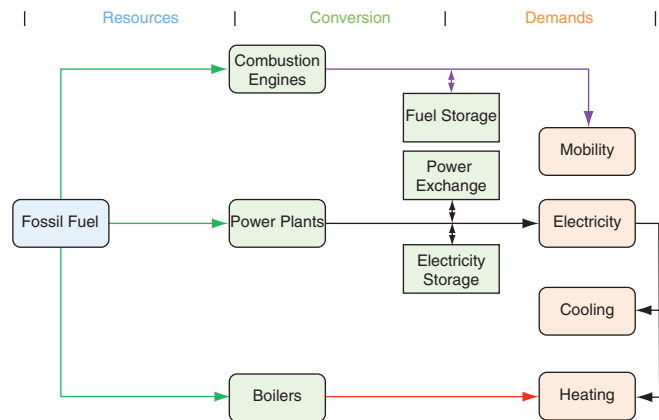 Resources
Conversion
Demands
Combustion
Engines
Fuel Storage
Mobility
Power
Exchange
Fossil Fuel
Power Plants
Electricity
Electricity
Storage
Cooling
Boilers
Heating